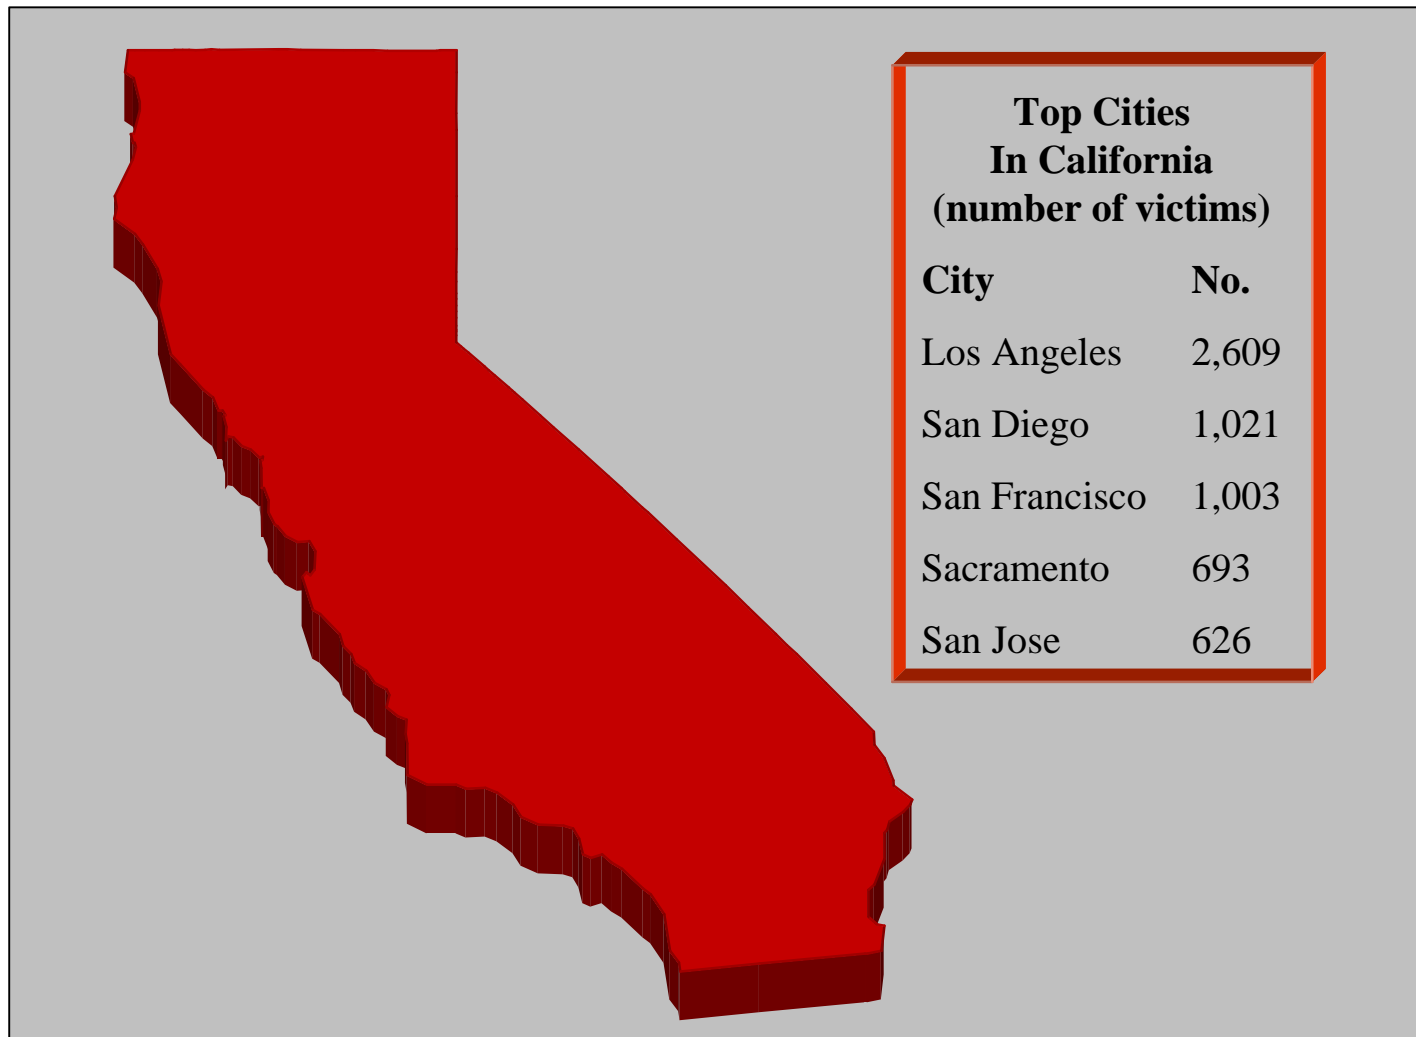 Top Cities
In California
(number of victims)
City No.
Los Angeles 2,609
San Diego 1,021
San Francisco 1,003
Sacramento 693
San Jose 626